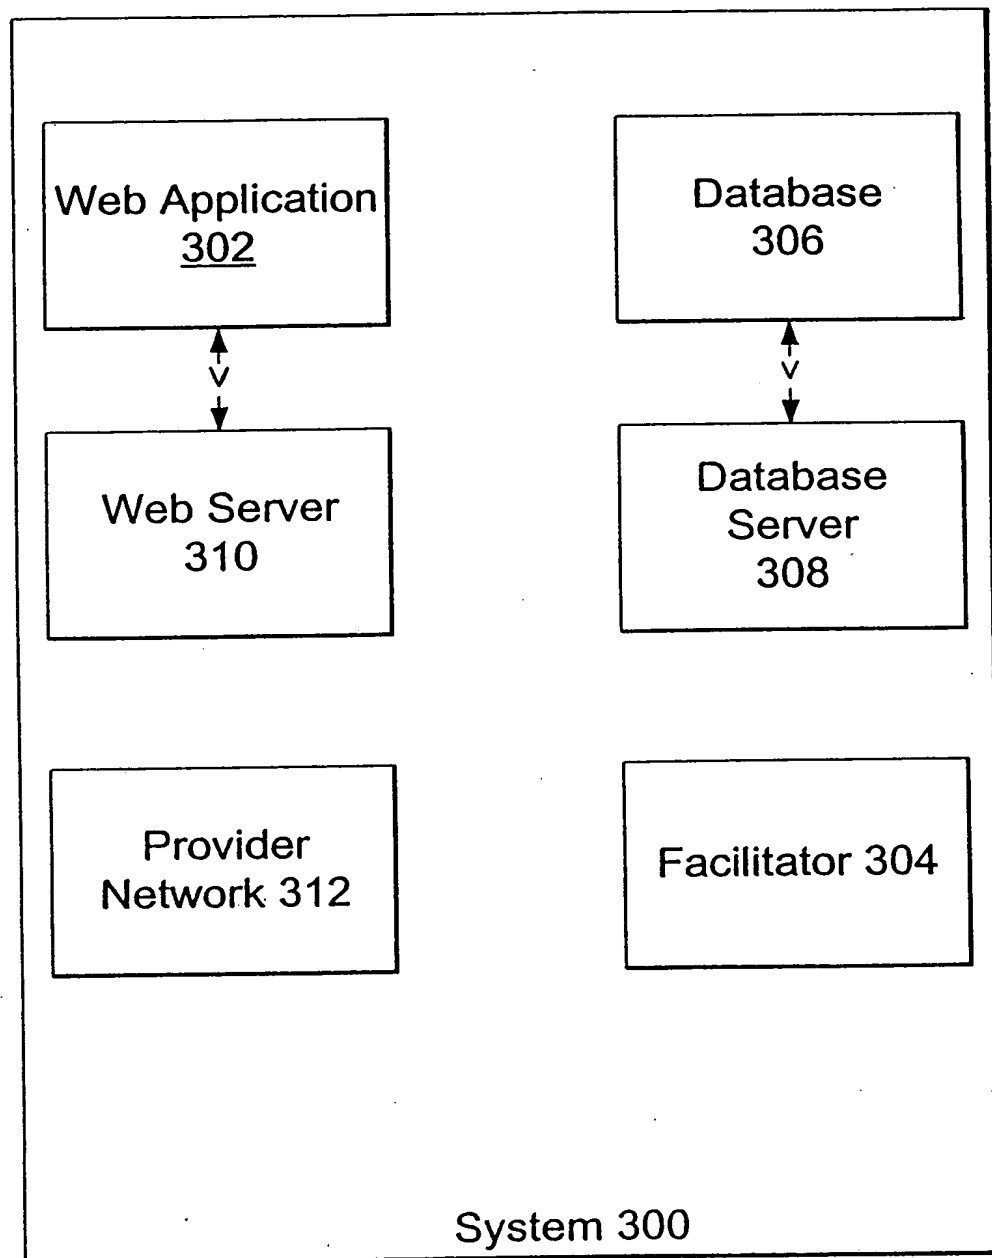 Web Application
302
Database
306
Web Server
310
Database
Server
308
Provider
Network 312
Facilitator 304
System 300